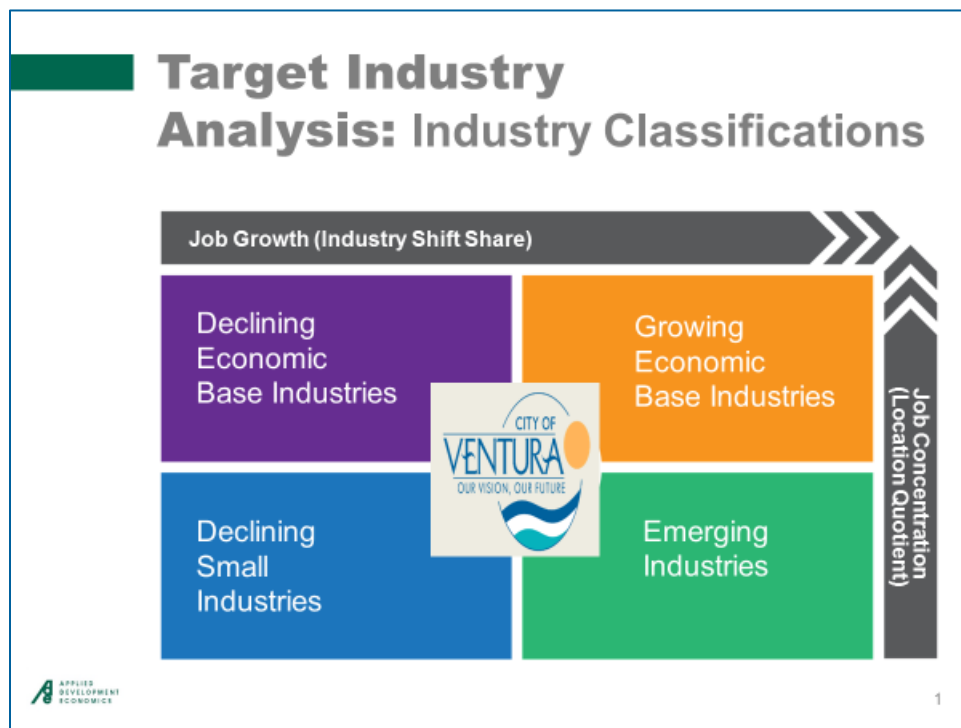 Target Industry
Analysis: Industry Classifications
Job Growth (Industry Shift Share)
Declining
Economic
Base Industries
Growing
Economic
Base Industries
Job Concentration
(Location Quotient)
CITY OF
VENTURA
OUR VISION, OUR FUTURE
Declining
Small
Industries
Emerging
Industries
APPLIED
DEVELOPMENT
ECONOMICS
1